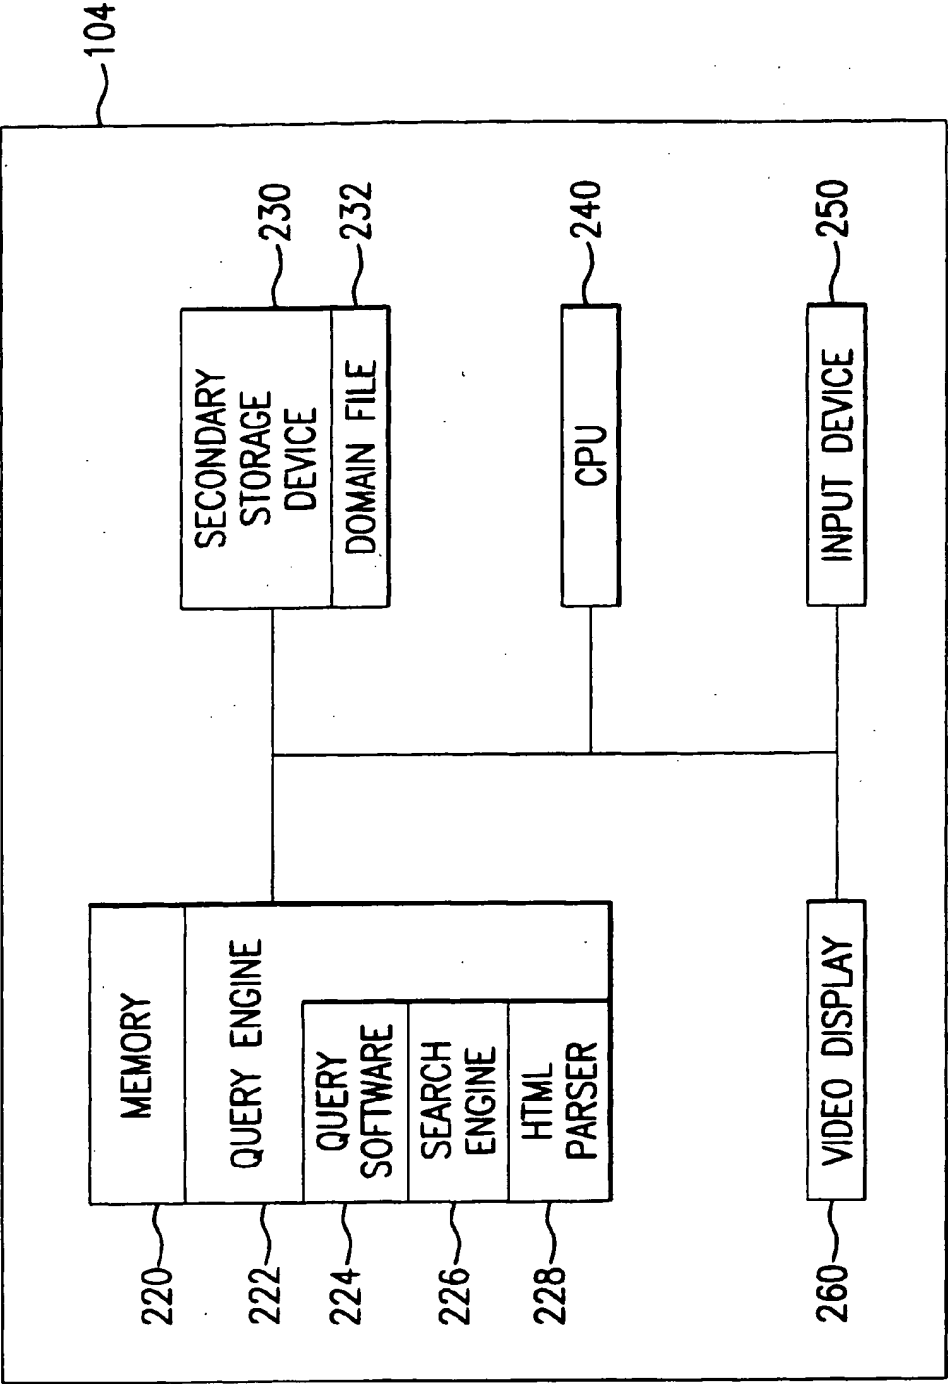 104
220
MEMORY
222
QUERY ENGINE
224
QUERY
SOFTWARE
226
SEARCH
ENGINE
228
HTML
PARSER
SECONDARY
STORAGE
DEVICE
230
DOMAIN FILE
232
CPU
240
260
VIDEO DISPLAY
INPUT DEVICE
250